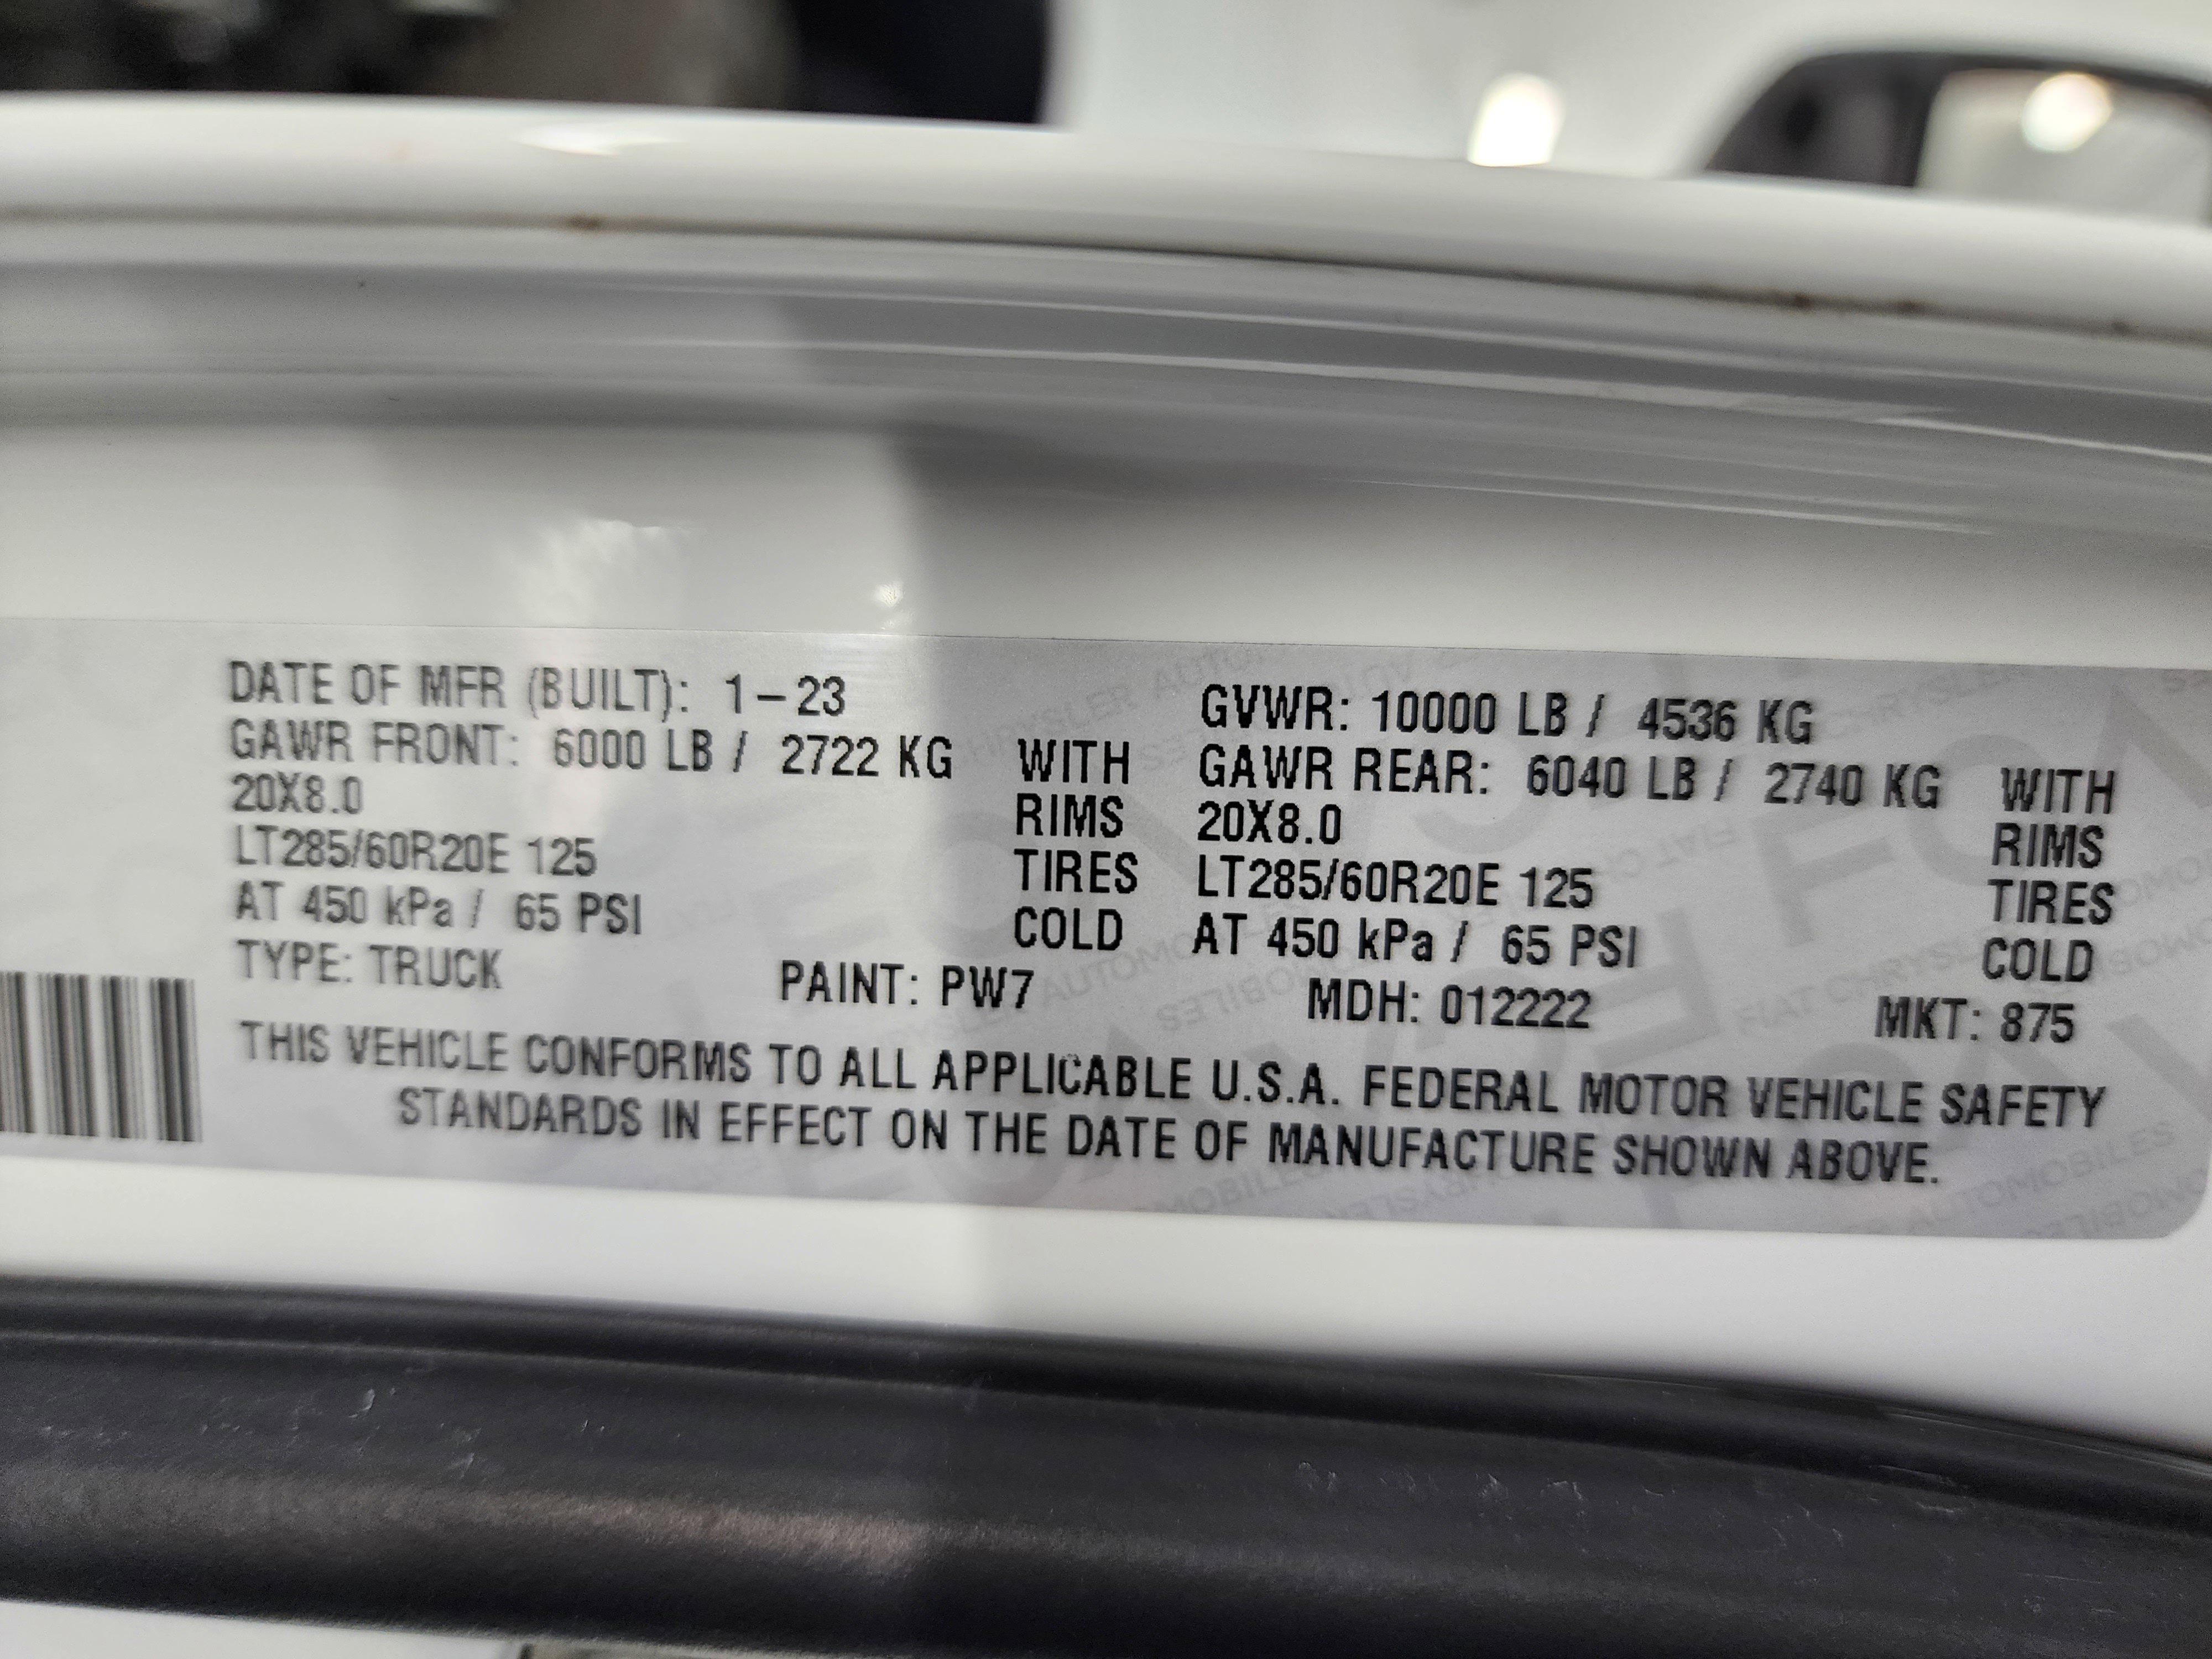 DATE OF MFR (BUILT): 1-23
GVWR: 10000 LB / 4536 KG
GAWR FRONT: 6000 LB / 2722 KG WITH
20X8.0 RIMS
LT285/60R20E 125 TIRES
AT 450 kPa / 65 PSI COLD
GAWR REAR: 6040 LB / 2740 KG WITH
20X8.0 RIMS
LT285/60R20E 125 TIRES
AT 450 kPa / 65 PSI COLD
TYPE: TRUCK PAINT: PW7 MDH: 012222 MKT: 875
THIS VEHICLE CONFORMS TO ALL APPLICABLE U.S.A. FEDERAL MOTOR VEHICLE SAFETY
STANDARDS IN EFFECT ON THE DATE OF MANUFACTURE SHOWN ABOVE.